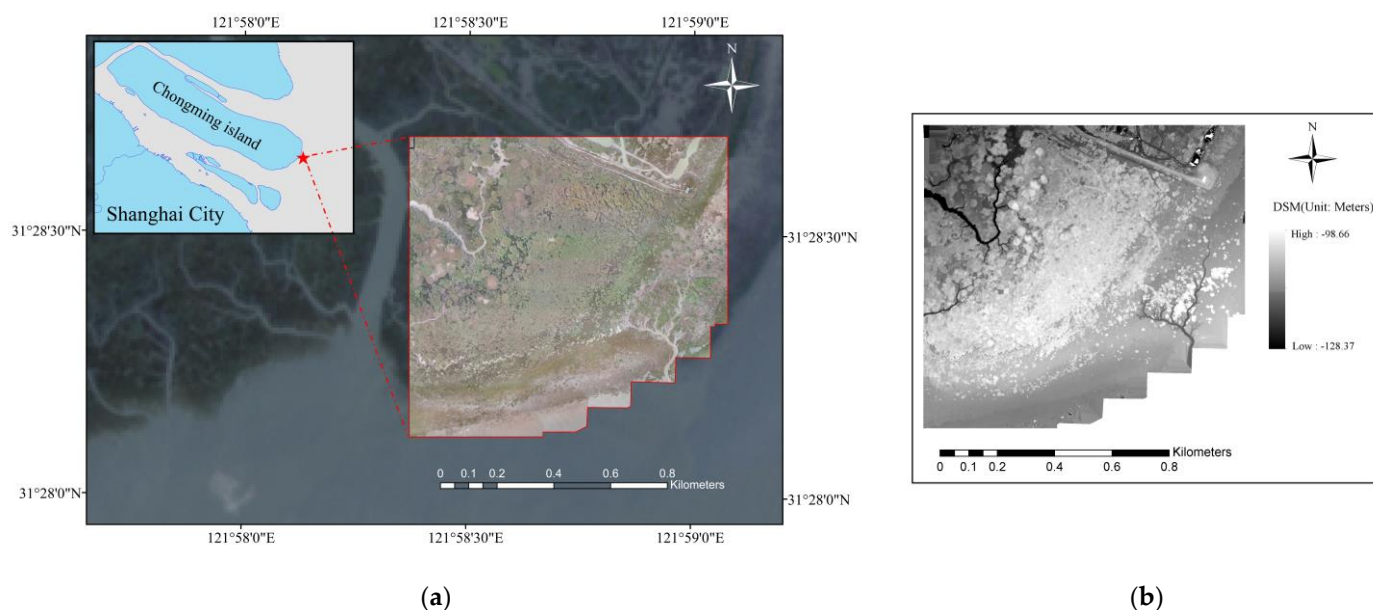 121°58'0"E
121°58'30"E
121°59'0"E
N
Chongming island
Shanghai City
31°28'30"N
31°28'30"N
0 0.1 0.2 0.4 0.6 0.8
Kilometers
31°28'0"N
31°28'0"N
121°58'0"E
121°58'30"E
121°59'0"E
(a)
N
DSM(Unit: Meters)
High : -98.66
Low : -128.37
Kilometers
0 0.1 0.2 0.4 0.6 0.8
(b)